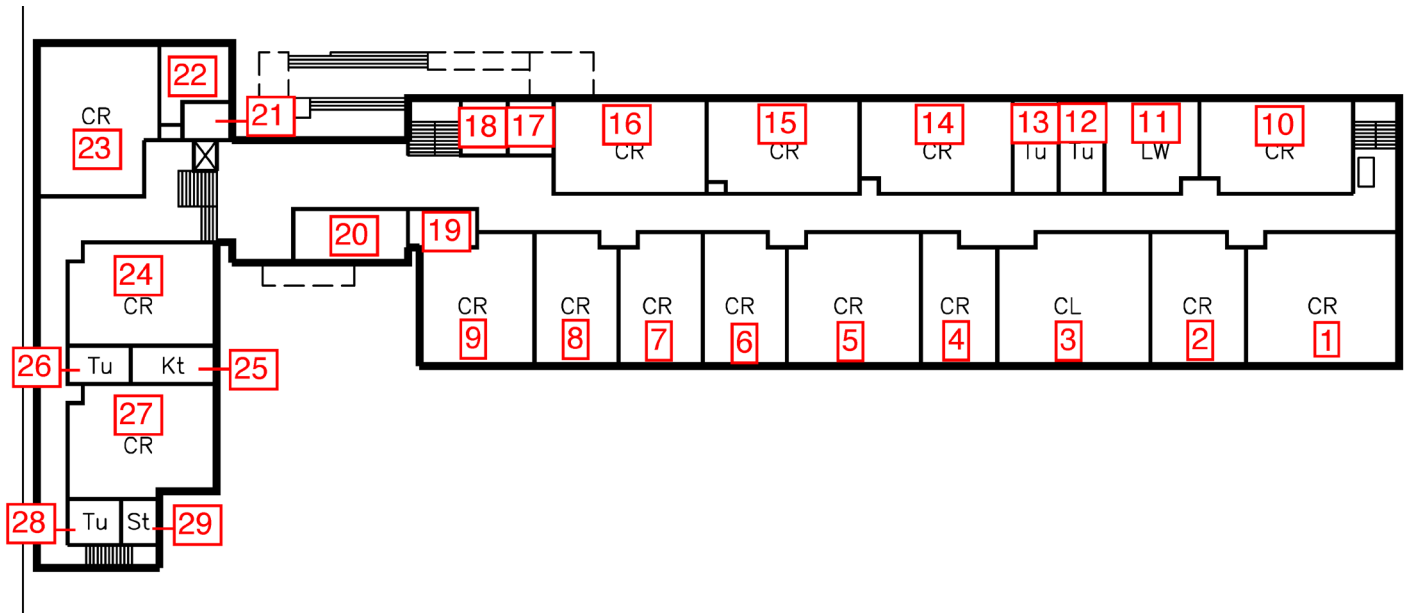 22
CR
23
21
18 17 16 15 14 13 12 11 10
CR CR CR Tu Tu LW CR
20 19
24
CR
CR CR CR CR CR CR CL CR CR
9 8 7 6 5 4 3 2 1
26 Tu Kt 25
27
CR
28 Tu St 29